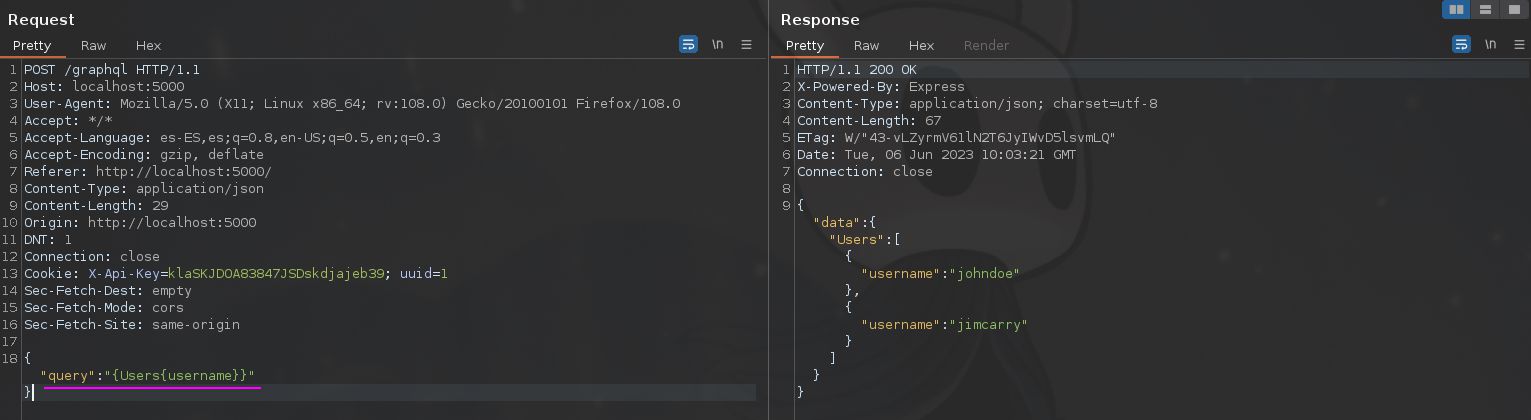 Request
Pretty Raw Hex \n
1 POST /graphql HTTP/1.1
2 Host: localhost:5000
3 User-Agent: Mozilla/5.0 (X11; Linux x86_64; rv:108.0) Gecko/20100101 Firefox/108.0
4 Accept: */*
5 Accept-Language: es-ES,es;q=0.8,en-US;q=0.5,en;q=0.3
6 Accept-Encoding: gzip, deflate
7 Referer: http://localhost:5000/
8 Content-Type: application/json
9 Content-Length: 29
10 Origin: http://localhost:5000
11 DNT: 1
12 Connection: close
13 Cookie: X-Api-Key=klaSKJDOA83847JSDskdjajeb39; uuid=1
14 Sec-Fetch-Dest: empty
15 Sec-Fetch-Mode: cors
16 Sec-Fetch-Site: same-origin
17
18 {
"query":"{Users{username}}"
}
Response
Pretty Raw Hex Render \n
1 HTTP/1.1 200 OK
2 X-Powered-By: Express
3 Content-Type: application/json; charset=utf-8
4 Content-Length: 67
5 ETag: W/"43-vLZyrmV61lN2T6JyIWvD5lsvmLQ"
6 Date: Tue, 06 Jun 2023 10:03:21 GMT
7 Connection: close
8
9 {
"data":{
"Users":[
{
"username":"johndoe"
},
{
"username":"jimcarry"
}
]
}
}